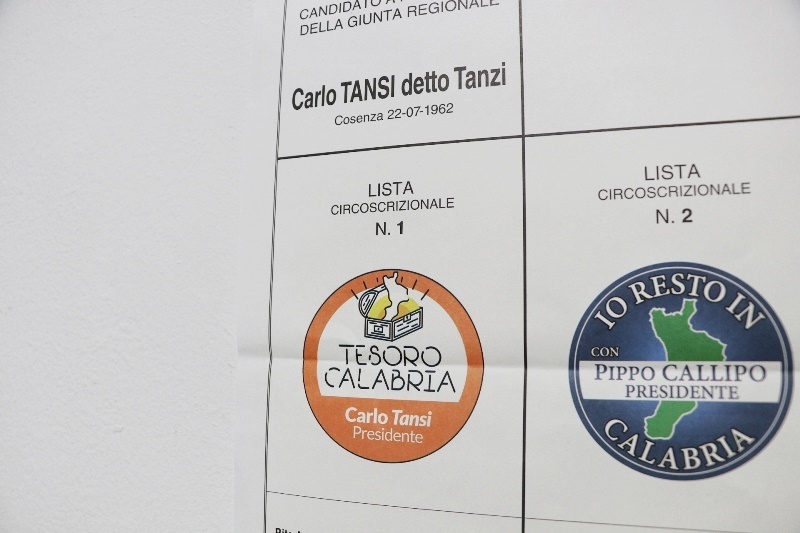 CANDIDATO A
DELLA GIUNTA REGIONALE
Carlo TANSI detto Tanzi
Cosenza 22-07-1962
LISTA
CIRCOSCRIZIONALE
N. 1
TESORO
CALABRIA
Carlo Tansi
Presidente
LISTA
CIRCOSCRIZIONALE
N. 2
IO RESTO IN
CON
PIPPO CALLIPO
PRESIDENTE
CALABRIA